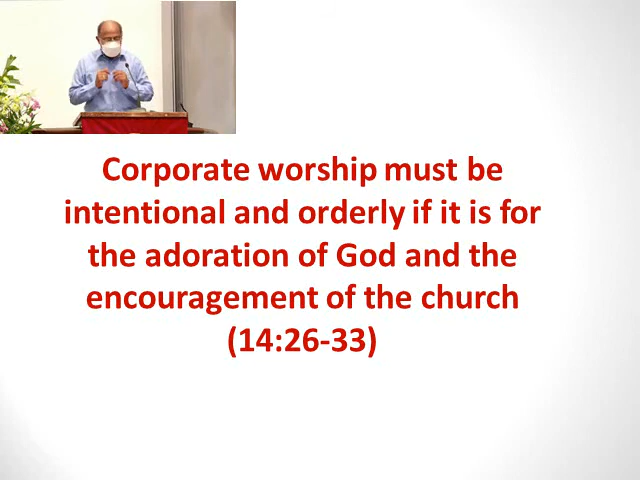 Corporate worship must be
intentional and orderly if it is for
the adoration of God and the
encouragement of the church
(14:26-33)